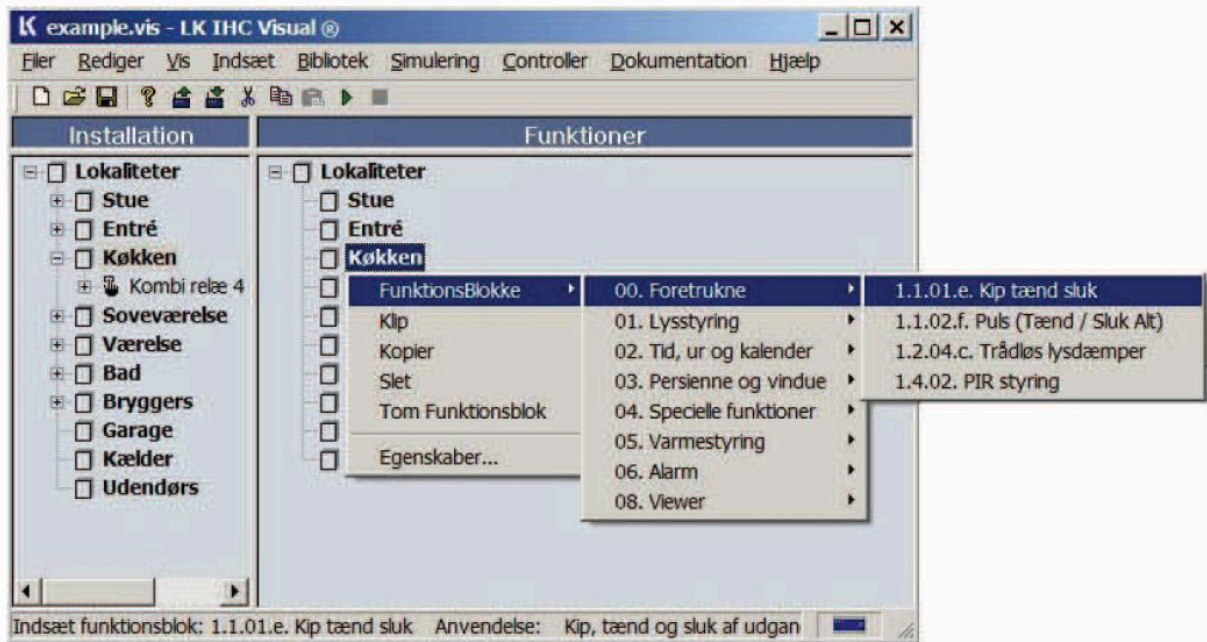 example.vis - LK IHC Visual ®
Filer Rediger Vis Indsæt Bibliotek Simulering Controller Dokumentation Hjælp
Installation
Lokaliteter
Stue
Entré
Køkken
Kombi relæ 4
Soveværelse
Værelse
Bad
Bryggers
Garage
Kælder
Udendørs
Funktioner
Lokaliteter
Stue
Entré
Køkken
FunktionsBlokke
Klip
Kopier
Slet
Tom Funktionsblok
Egenskaber...
00. Foretrukne
01. Lysstyring
02. Tid, ur og kalender
03. Persienne og vindue
04. Specielle funktioner
05. Varmestyring
06. Alarm
08. Viewer
1.1.01.e. Kip tænd sluk
1.1.02.f. Puls (Tænd / Sluk Alt)
1.2.04.c. Trådløs lysdæmper
1.4.02. PIR styring
Indsæt funktionsblok: 1.1.01.e. Kip tænd sluk Anvendelse: Kip, tænd og sluk af udgan